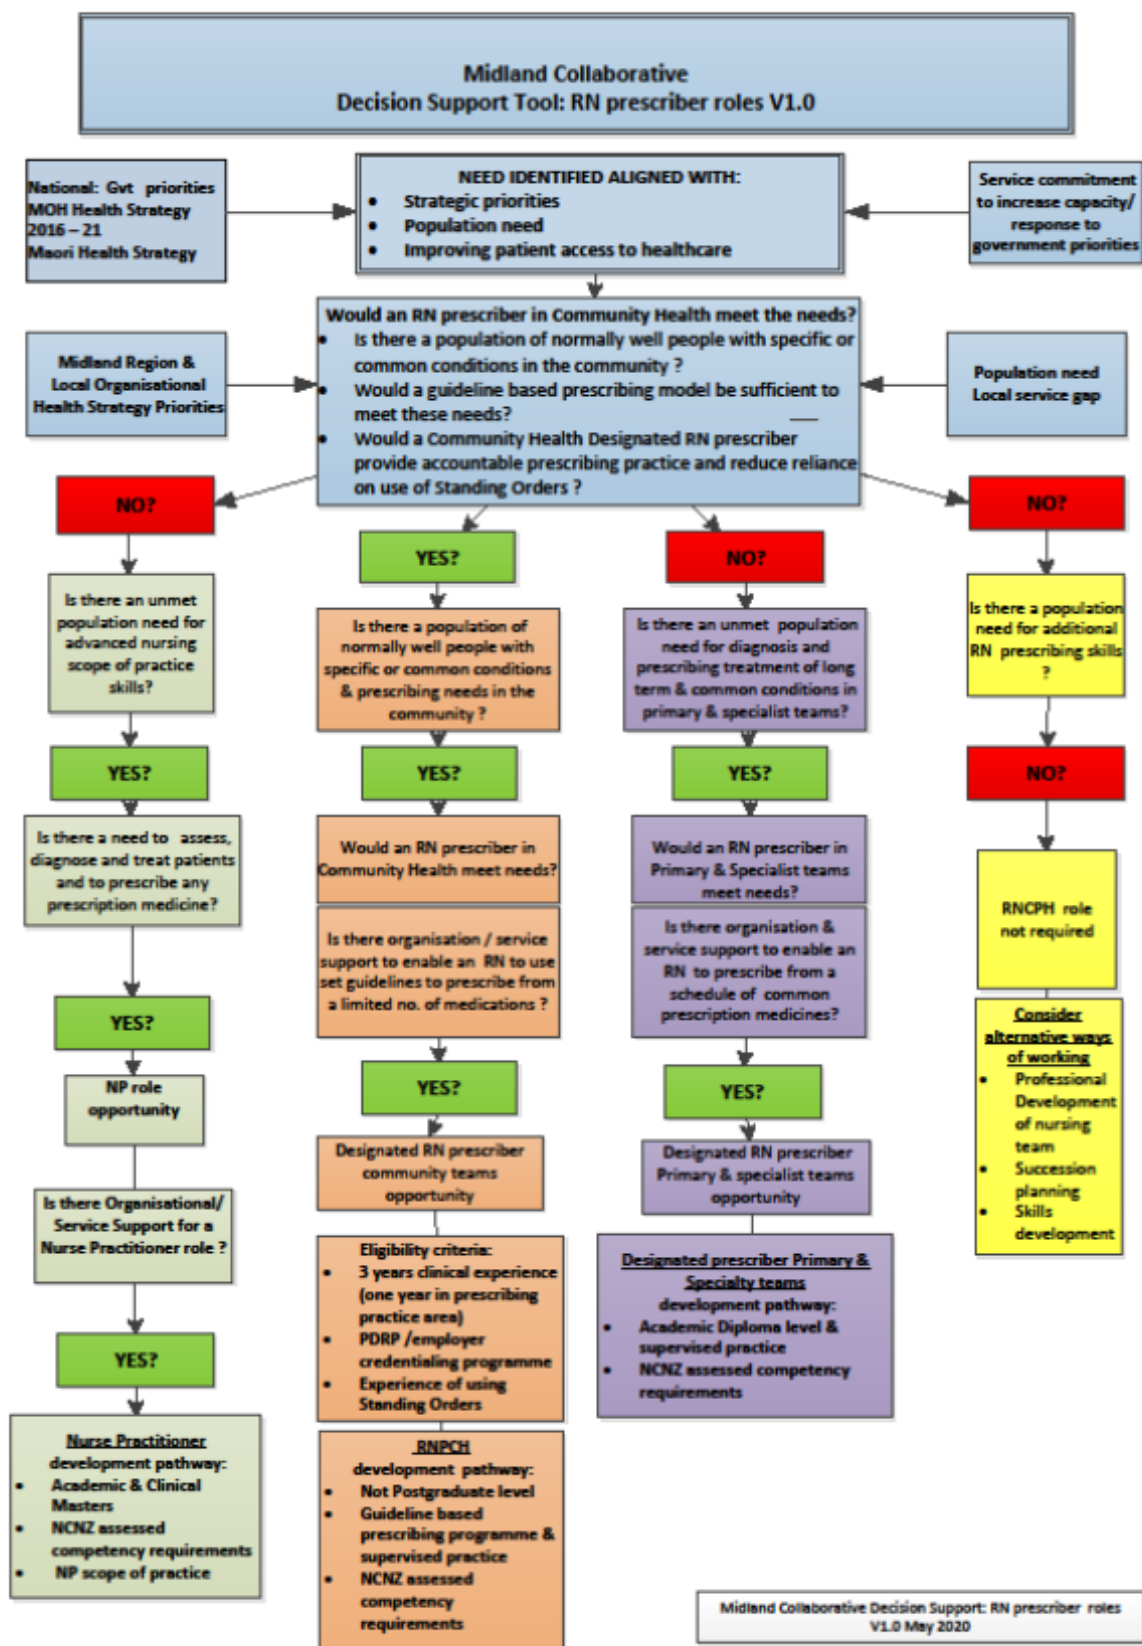 Midland Collaborative
Decision Support Tool: RN prescriber roles V1.0
National: Gvt priorities
MOH Health Strategy
2016 – 21
Maori Health Strategy
NEED IDENTIFIED ALIGNED WITH:
• Strategic priorities
• Population need
• Improving patient access to healthcare
Service commitment
to increase capacity/
response to
government priorities
Midland Region &
Local Organisational
Health Strategy Priorities
Would an RN prescriber in Community Health meet the needs?
• Is there a population of normally well people with specific or
common conditions in the community ?
• Would a guideline based prescribing model be sufficient to
meet these needs?
• Would a Community Health Designated RN prescriber
provide accountable prescribing practice and reduce reliance
on use of Standing Orders ?
Population need
Local service gap
NO?
Is there an unmet
population need for
advanced nursing
scope of practice
skills?
YES?
Is there a need to assess,
diagnose and treat patients
and to prescribe any
prescription medicine?
YES?
NP role
opportunity
Is there Organisational/
Service Support for a
Nurse Practitioner role ?
YES?
Nurse Practitioner
development pathway:
• Academic & Clinical
Masters
• NCNZ assessed
competency requirements
• NP scope of practice
YES?
Is there a population of
normally well people with
specific or common conditions
& prescribing needs in the
community ?
YES?
Would an RN prescriber in
Community Health meet needs?
Is there organisation / service
support to enable an RN to use
set guidelines to prescribe from
a limited no. of medications ?
YES?
Designated RN prescriber
community teams
opportunity
Eligibility criteria:
• 3 years clinical experience
(one year in prescribing
practice area)
• PDRP /employer
credentialing programme
• Experience of using
Standing Orders
RNPCH
development pathway:
• Not Postgraduate level
• Guideline based
prescribing programme &
supervised practice
• NCNZ assessed
competency
requirements
NO?
Is there an unmet population
need for diagnosis and
prescribing treatment of long
term & common conditions in
primary & specialist teams?
YES?
Would an RN prescriber in
Primary & Specialist teams
meet needs?
Is there organisation &
service support to enable an
RN to prescribe from a
schedule of common
prescription medicines?
YES?
Designated RN prescriber
Primary & specialist teams
opportunity
Designated prescriber Primary &
Specialty teams
development pathway:
• Academic Diploma level &
supervised practice
• NCNZ assessed competency
requirements
NO?
Is there a population
need for additional
RN prescribing skills
?
NO?
RNCPH role
not required
Consider
alternative ways
of working
• Professional
Development
of nursing
team
• Succession
planning
• Skills
development
Midland Collaborative Decision Support: RN prescriber roles
V1.0 May 2020